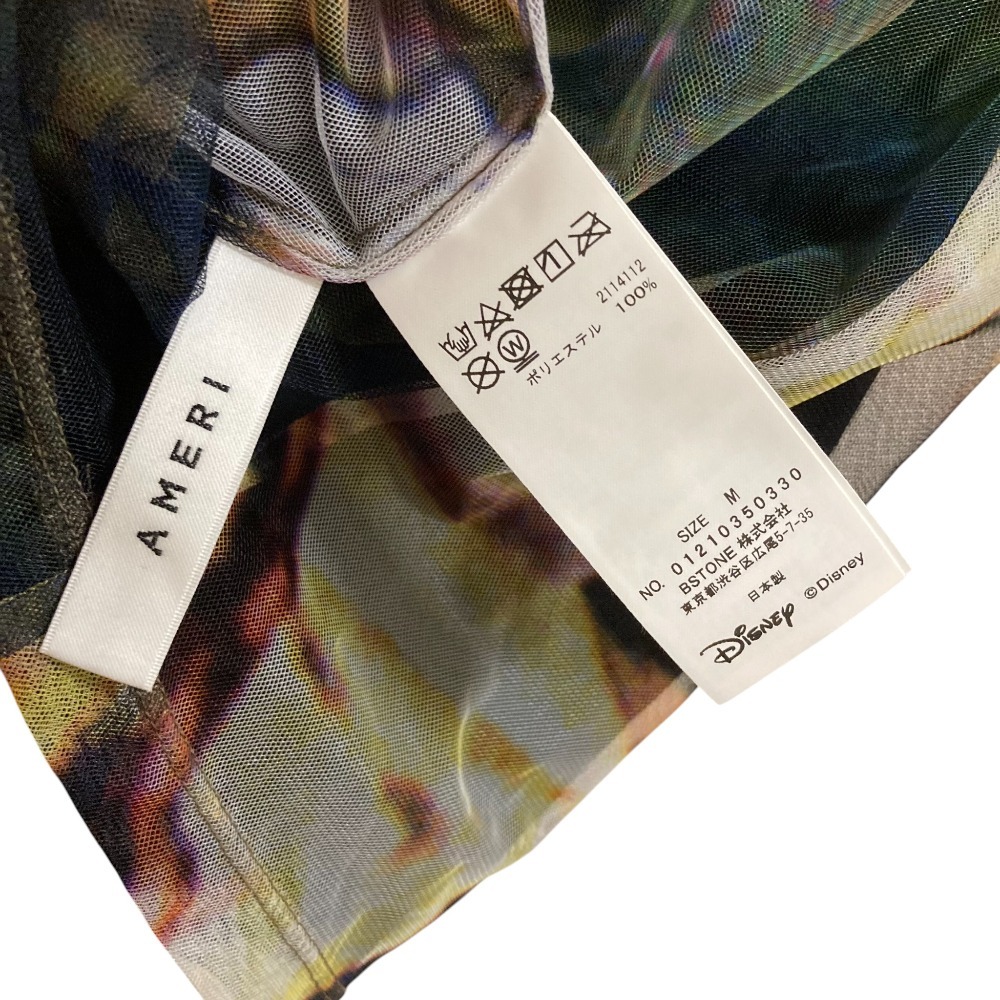 AMERI
2114112
ポリエステル 100%
SIZE M
NO. 01210350330
BSTONE 株式会社
東京都渋谷区広尾5-7-35
日本製
Disney ©Disney